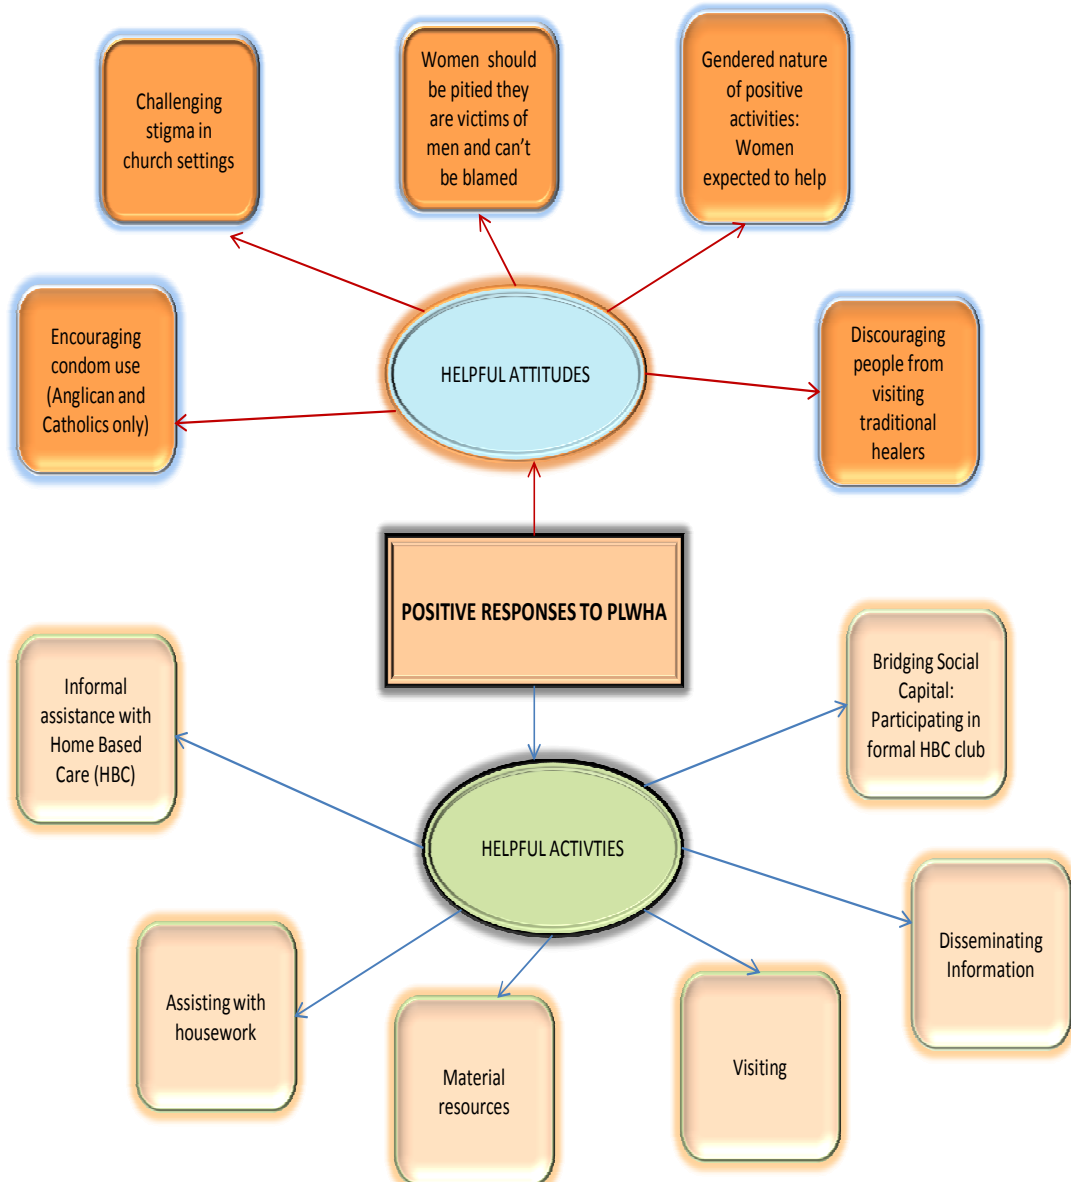 Challenging
stigma in
church settings
Women should
be pitied they
are victims of
men and can't
be blamed
Gendered nature
of positive
activities:
Women
expected to help
Encouraging
condom use
(Anglican and
Catholics only)
HELPFUL ATTITUDES
Discouraging
people from
visiting
traditional
healers
POSITIVE RESPONSES TO PLWHA
Informal
assistance with
Home Based
Care (HBC)
Bridging Social
Capital:
Participating in
formal HBC club
HELPFUL ACTIVTIES
Disseminating
Information
Assisting with
housework
Material
resources
Visiting